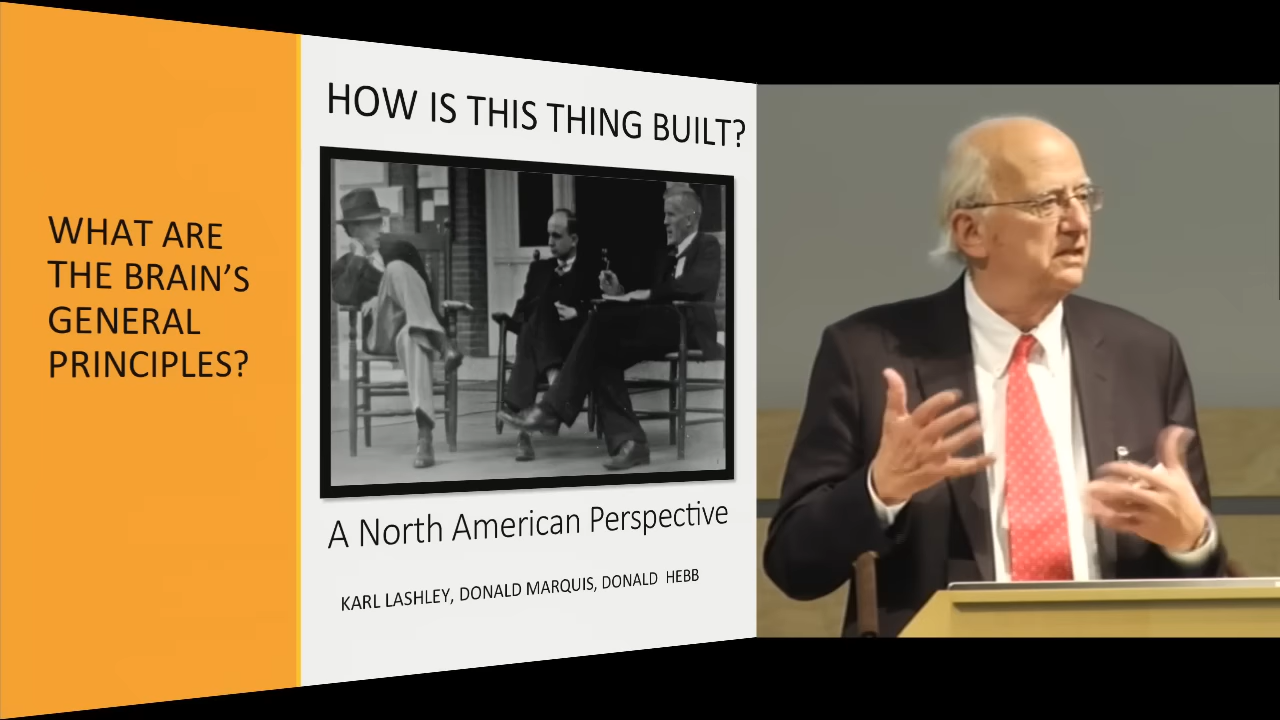 WHAT ARE
THE BRAIN'S
GENERAL
PRINCIPLES?
HOW IS THIS THING BUILT?
A North American Perspective
KARL LASHLEY, DONALD MARQUIS, DONALD HEBB